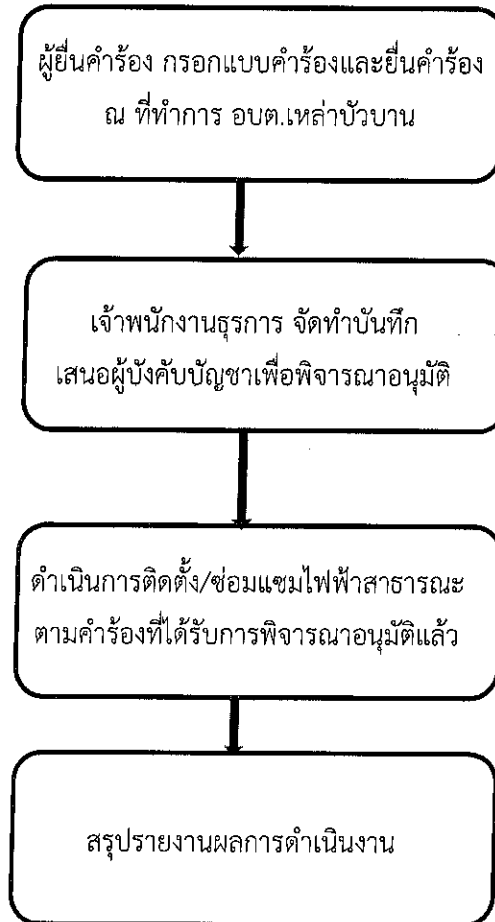 ผู้ยื่นคำร้อง กรอกแบบคำร้องและยื่นคำร้อง
ณ ที่ทำการ อบต.เหล่าบัวบาน
เจ้าพนักงานธุรการ จัดทำบันทึก
เสนอผู้บังคับบัญชาเพื่อพิจารณาอนุมัติ
ดำเนินการติดตั้ง/ซ่อมแซมไฟฟ้าสาธารณะ
ตามคำร้องที่ได้รับการพิจารณาอนุมัติแล้ว
สรุปรายงานผลการดำเนินงาน